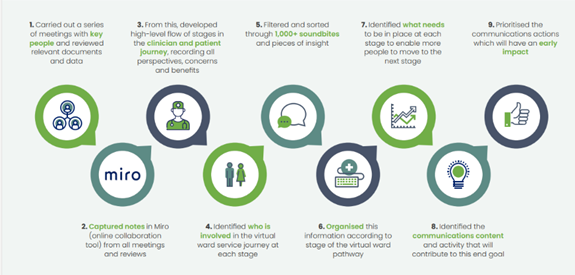 1. Carried out a series
of meetings with key
people and reviewed
relevant documents
and data
3. From this, developed
high-level flow of stages
in the clinician and patient
journey, recording all
perspectives, concerns
and benefits
5. Filtered and sorted
through 1,000+ soundbites
and pieces of insight
7. Identified what needs
to be in place at each
stage to enable more
people to move to the
next stage
9. Prioritised the
communications actions
which will have an early
impact
miro
2. Captured notes in Miro
(online collaboration
tool) from all meetings
and reviews
4. Identified who is
involved in the virtual
ward service journey at
each stage
6. Organised this
information according to
stage of the virtual ward
pathway
8. Identified the
communications content
and activity that will
contribute to this end goal